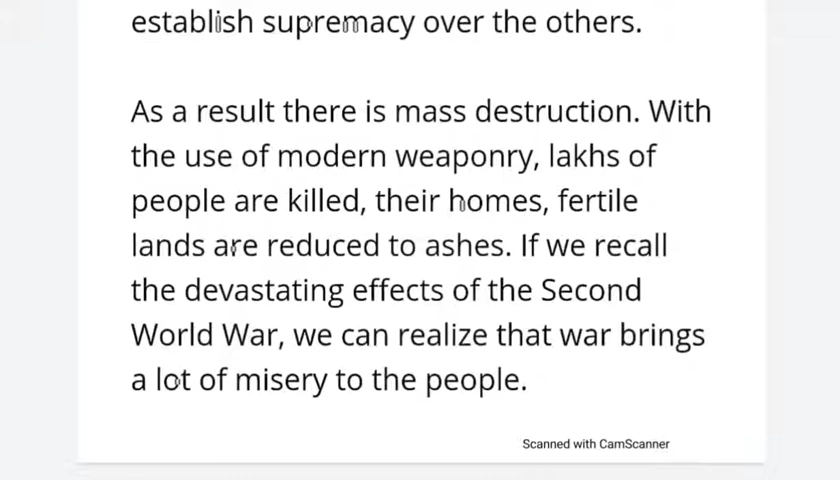 establish supremacy over the others.
As a result there is mass destruction. With
the use of modern weaponry, lakhs of
people are killed, their homes, fertile
lands are reduced to ashes. If we recall
the devastating effects of the Second
World War, we can realize that war brings
a lot of misery to the people.
Scanned with CamScanner